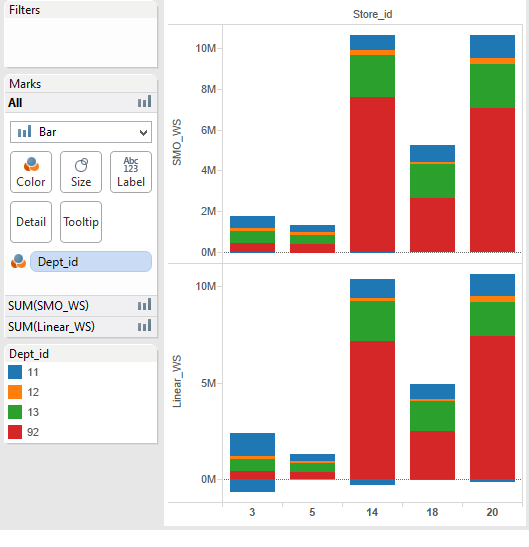 Filters
Marks
All
Bar
Color
Size
Abc
123
Label
Detail
Tooltip
Dept_id
SUM(SMO_WS)
SUM(Linear_WS)
Dept_id
11
12
13
92
Store_id
SMO_WS
10M
8M
6M
4M
2M
0M
Linear_WS
10M
5M
0M
3 5 14 18 20